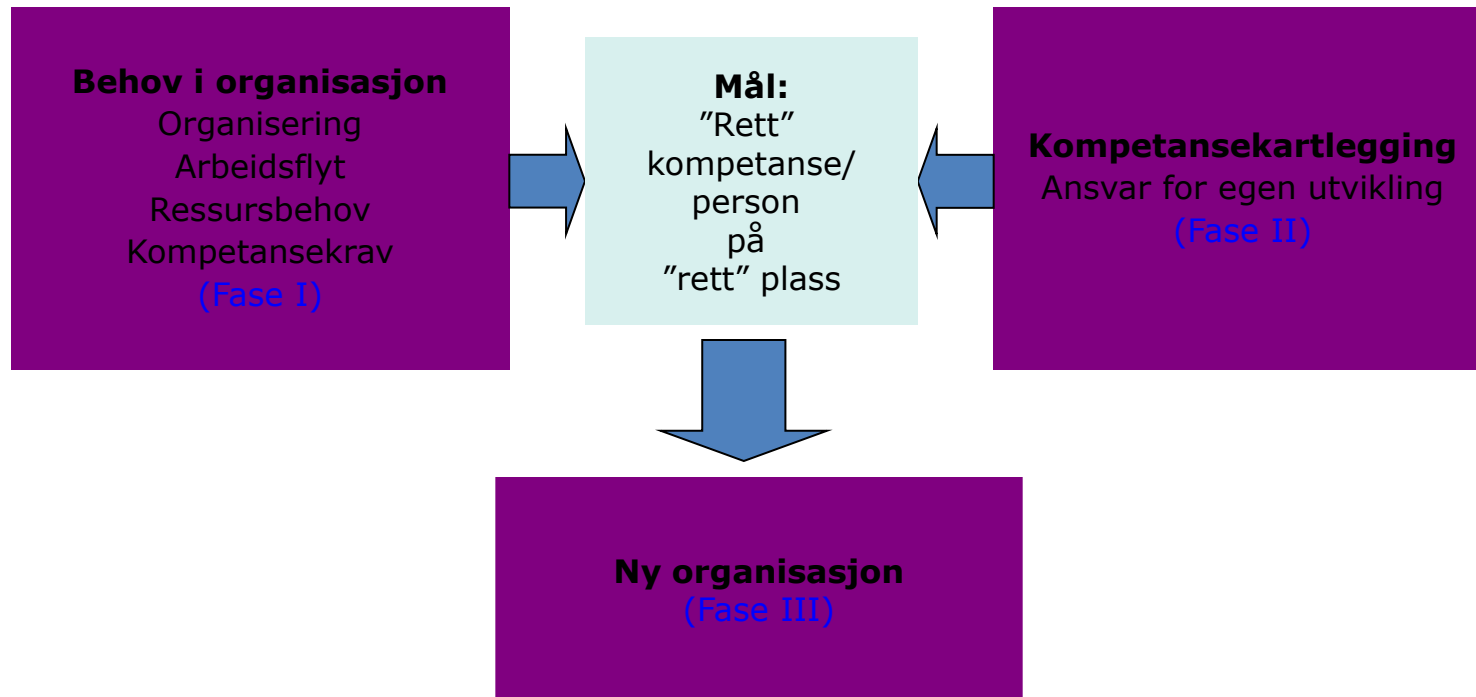 Behov i organisasjon
Organisering
Arbeidsflyt
Ressursbehov
Kompetansekrav
(Fase I)
Mål:
”Rett”
kompetanse/
person
på
”rett” plass
Kompetansekartlegging
Ansvar for egen utvikling
(Fase II)
Ny organisasjon
(Fase III)